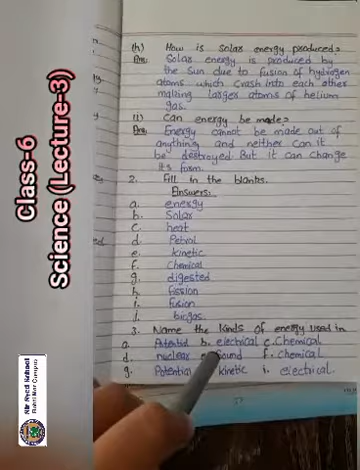 Class-6
Science (Lecture-3)
(h) How is solar energy produced?
Ans: Solar energy is produced by
the Sun due to fusion of hydrogen
atoms which crash into each other
making larger atoms of helium
gas.
(i) Can energy be made?
Ans: Energy cannot be made out of
anything and neither can it
be destroyed But it can change
its form.
2. Fill in the blanks.
Answers:
a. energy
b. Solar
c. heat
d. Petrol
e. kinetic
f. Chemical
g. digested
h. fission
i. fusion
j. biogas
3. Name the kinds of energy used in
a. Potential b. electrical c. Chemical
d. nuclear e. Sound f. Chemical
g. Potential kinetic i. electrical.